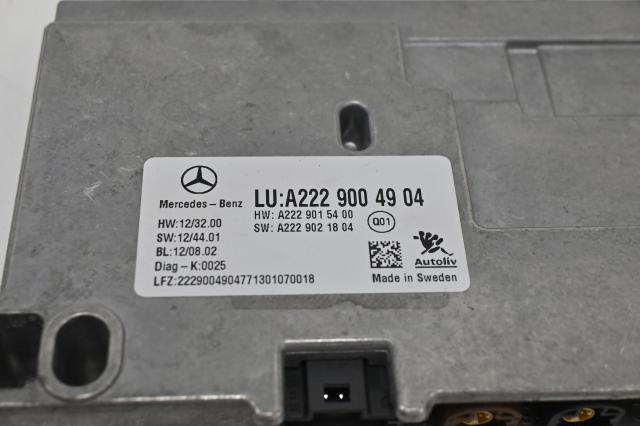 Mercedes-Benz
LU:A222 900 49 04
HW: A222 901 54 00
SW: A222 902 18 04
Q01
HW:12/32.00
SW:12/44.01
BL:12/08.02
Diag-K:0025
LFZ:2229004904771301070018
Autoliv
Made in Sweden